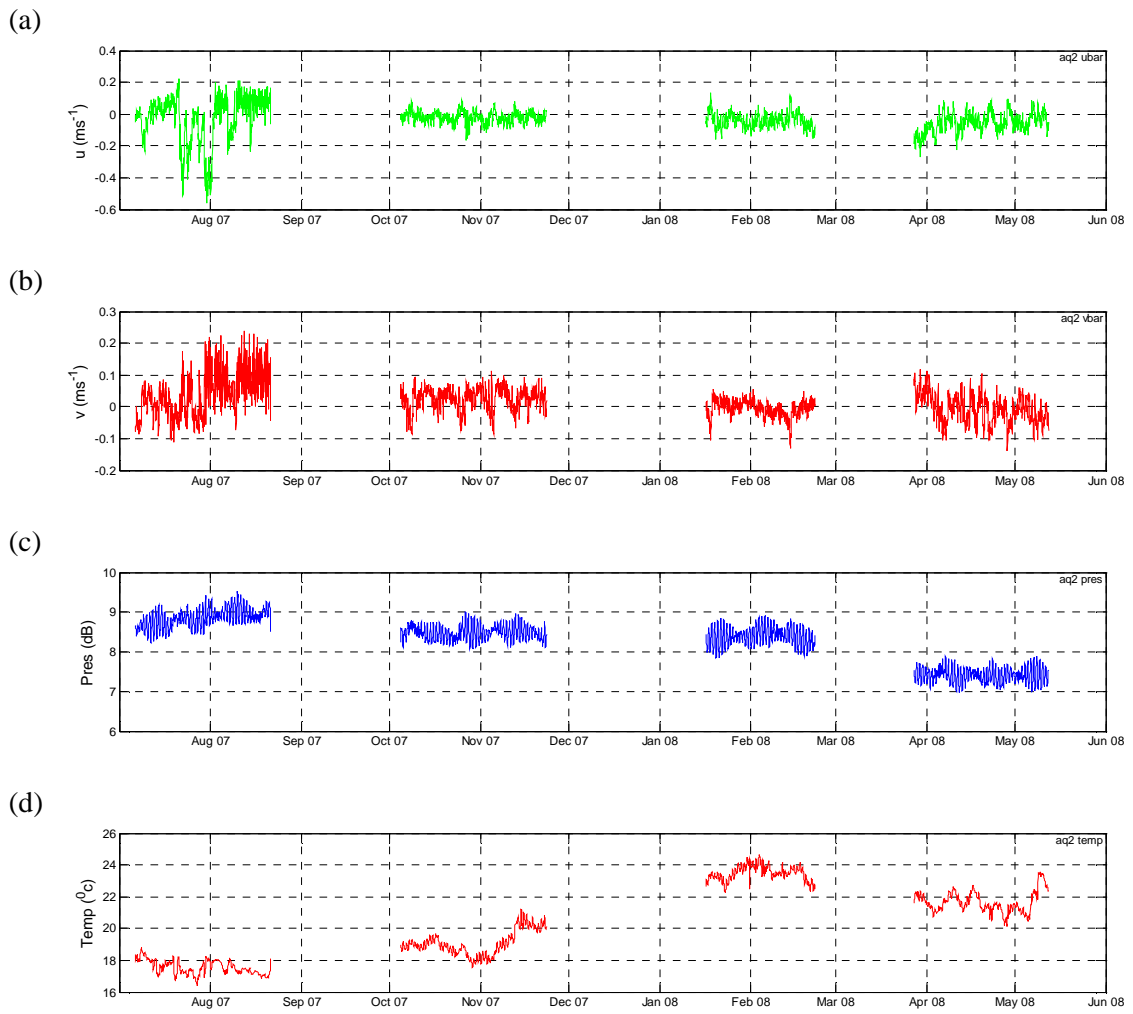 (a)
0.4
aq2 ubar
0.2
0
-0.2
-0.4
-0.6
u (ms-1)
Aug 07 Sep 07 Oct 07 Nov 07 Dec 07 Jan 08 Feb 08 Mar 08 Apr 08 May 08 Jun 08
(b)
0.3
aq2 vbar
0.2
0.1
0
-0.1
-0.2
v (ms-1)
Aug 07 Sep 07 Oct 07 Nov 07 Dec 07 Jan 08 Feb 08 Mar 08 Apr 08 May 08 Jun 08
(c)
10
aq2 pres
9
8
7
6
Pres (dB)
Aug 07 Sep 07 Oct 07 Nov 07 Dec 07 Jan 08 Feb 08 Mar 08 Apr 08 May 08 Jun 08
(d)
26
aq2 temp
24
22
20
18
16
Temp (0c)
Aug 07 Sep 07 Oct 07 Nov 07 Dec 07 Jan 08 Feb 08 Mar 08 Apr 08 May 08 Jun 08